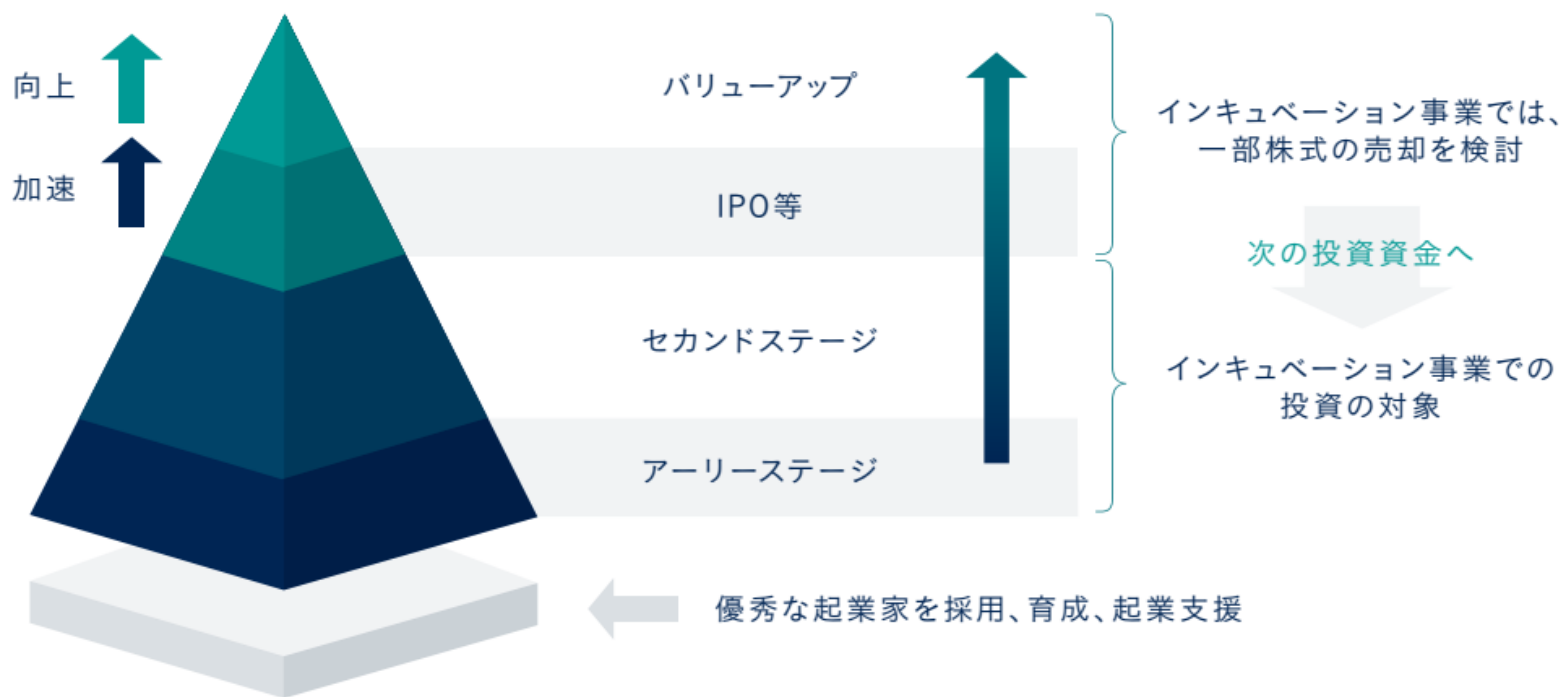 向上
加速
バリューアップ
IPO等
セカンドステージ
アーリーステージ
インキュベーション事業では、
一部株式の売却を検討
次の投資資金へ
インキュベーション事業での
投資の対象
優秀な起業家を採用、育成、起業支援